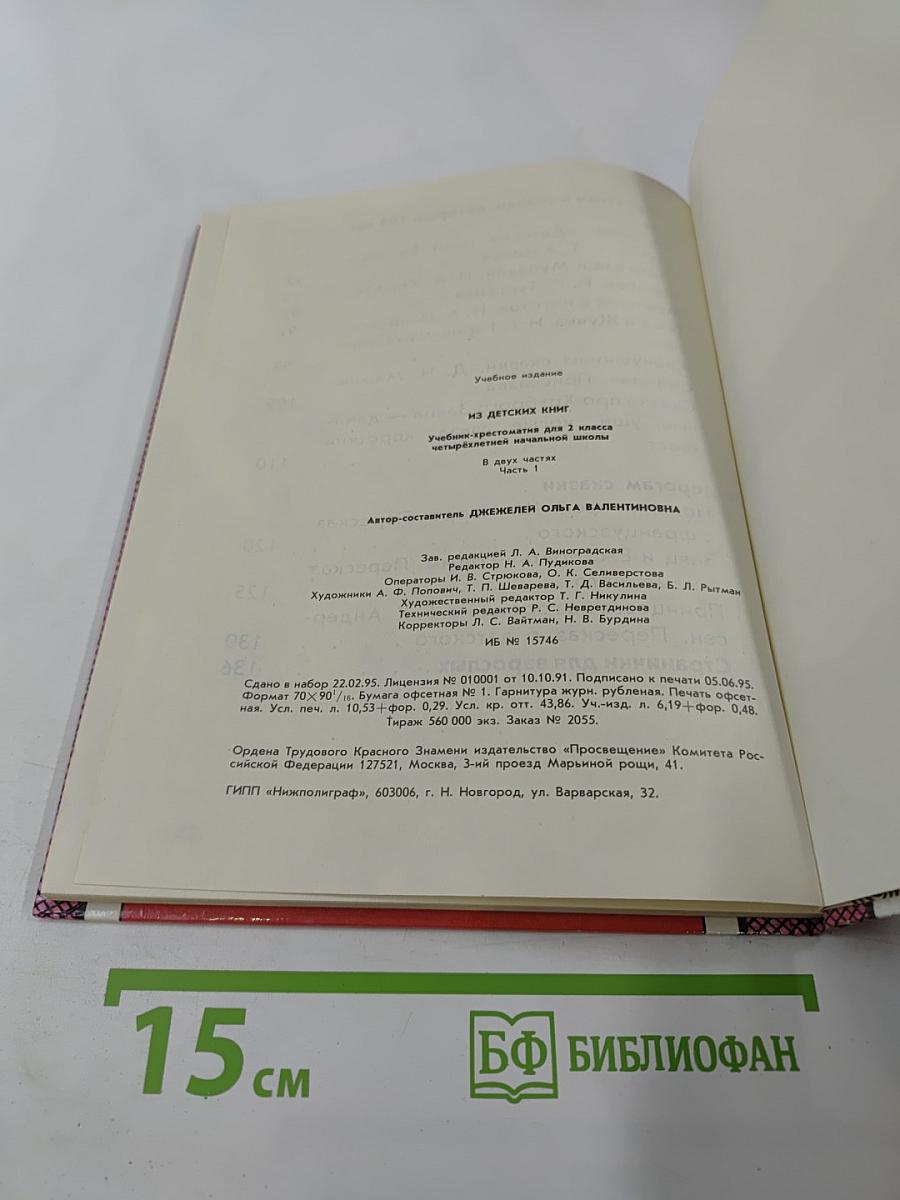 Учебное издание
ИЗ ДЕТСКИХ КНИГ
Учебник-хрестоматия для 2 класса
четырёхлетней начальной школы
В двух частях
Часть 1
Автор-составитель ДЖЕЖЕЛЕЙ ОЛЬГА ВАЛЕНТИНОВНА
Зав. редакцией Л. А. Виноградская
Редактор Н. А. Пудикова
Операторы И. В. Стрюкова, О. К. Селиверстова
Художники А. Ф. Попович, Т. П. Шеварева, Т. Д. Васильева, Б. Л. Рытман
Художественный редактор Т. Г. Никулина
Технический редактор Р. С. Невретдинова
Корректоры Л. С. Вайтман, Н. В. Бурдина
ИБ № 15746
Сдано в набор 22.02.95. Лицензия № 010001 от 10.10.91. Подписано к печати 05.06.95.
Формат 70×90¹/₁₆. Бумага офсетная № 1. Гарнитура журн. рубленая. Печать офсет-
ная. Усл. печ. л. 10,53+фор. 0,29. Усл. кр. отт. 43,86. Уч.-изд. л. 6,19+фор. 0,48.
Тираж 560 000 экз. Заказ № 2055.
Ордена Трудового Красного Знамени издательство «Просвещение» Комитета Рос-
сийской Федерации 127521, Москва, 3-ий проезд Марьиной рощи, 41.
ГИПП «Нижполиграф», 603006, г. Н. Новгород, ул. Варварская, 32.
15 см
БФ БИБЛИОФАН